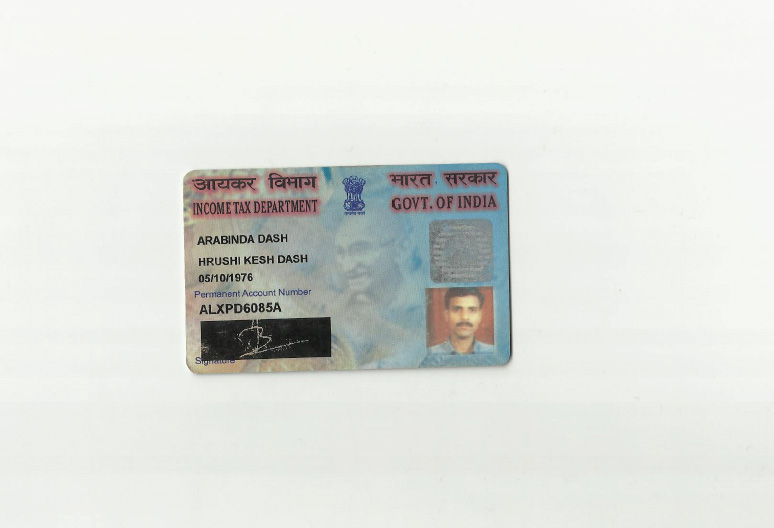 आयकर विभाग
INCOME TAX DEPARTMENT
भारत सरकार
GOVT. OF INDIA
ARABINDA DASH
HRUSHI KESH DASH
05/10/1976
Permanent Account Number
ALXPD6085A
Signature